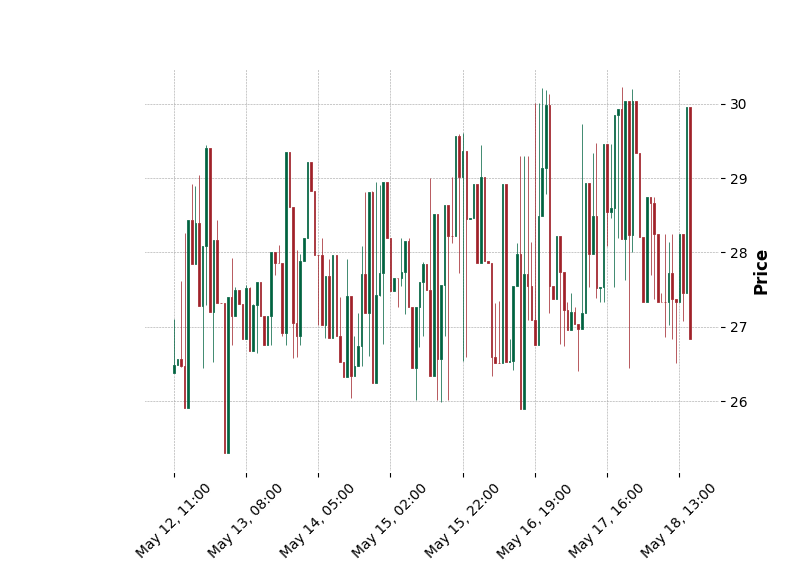 30
29
28
27
26
Price
May 12, 11:00
May 13, 08:00
May 14, 05:00
May 15, 02:00
May 15, 22:00
May 16, 19:00
May 17, 16:00
May 18, 13:00